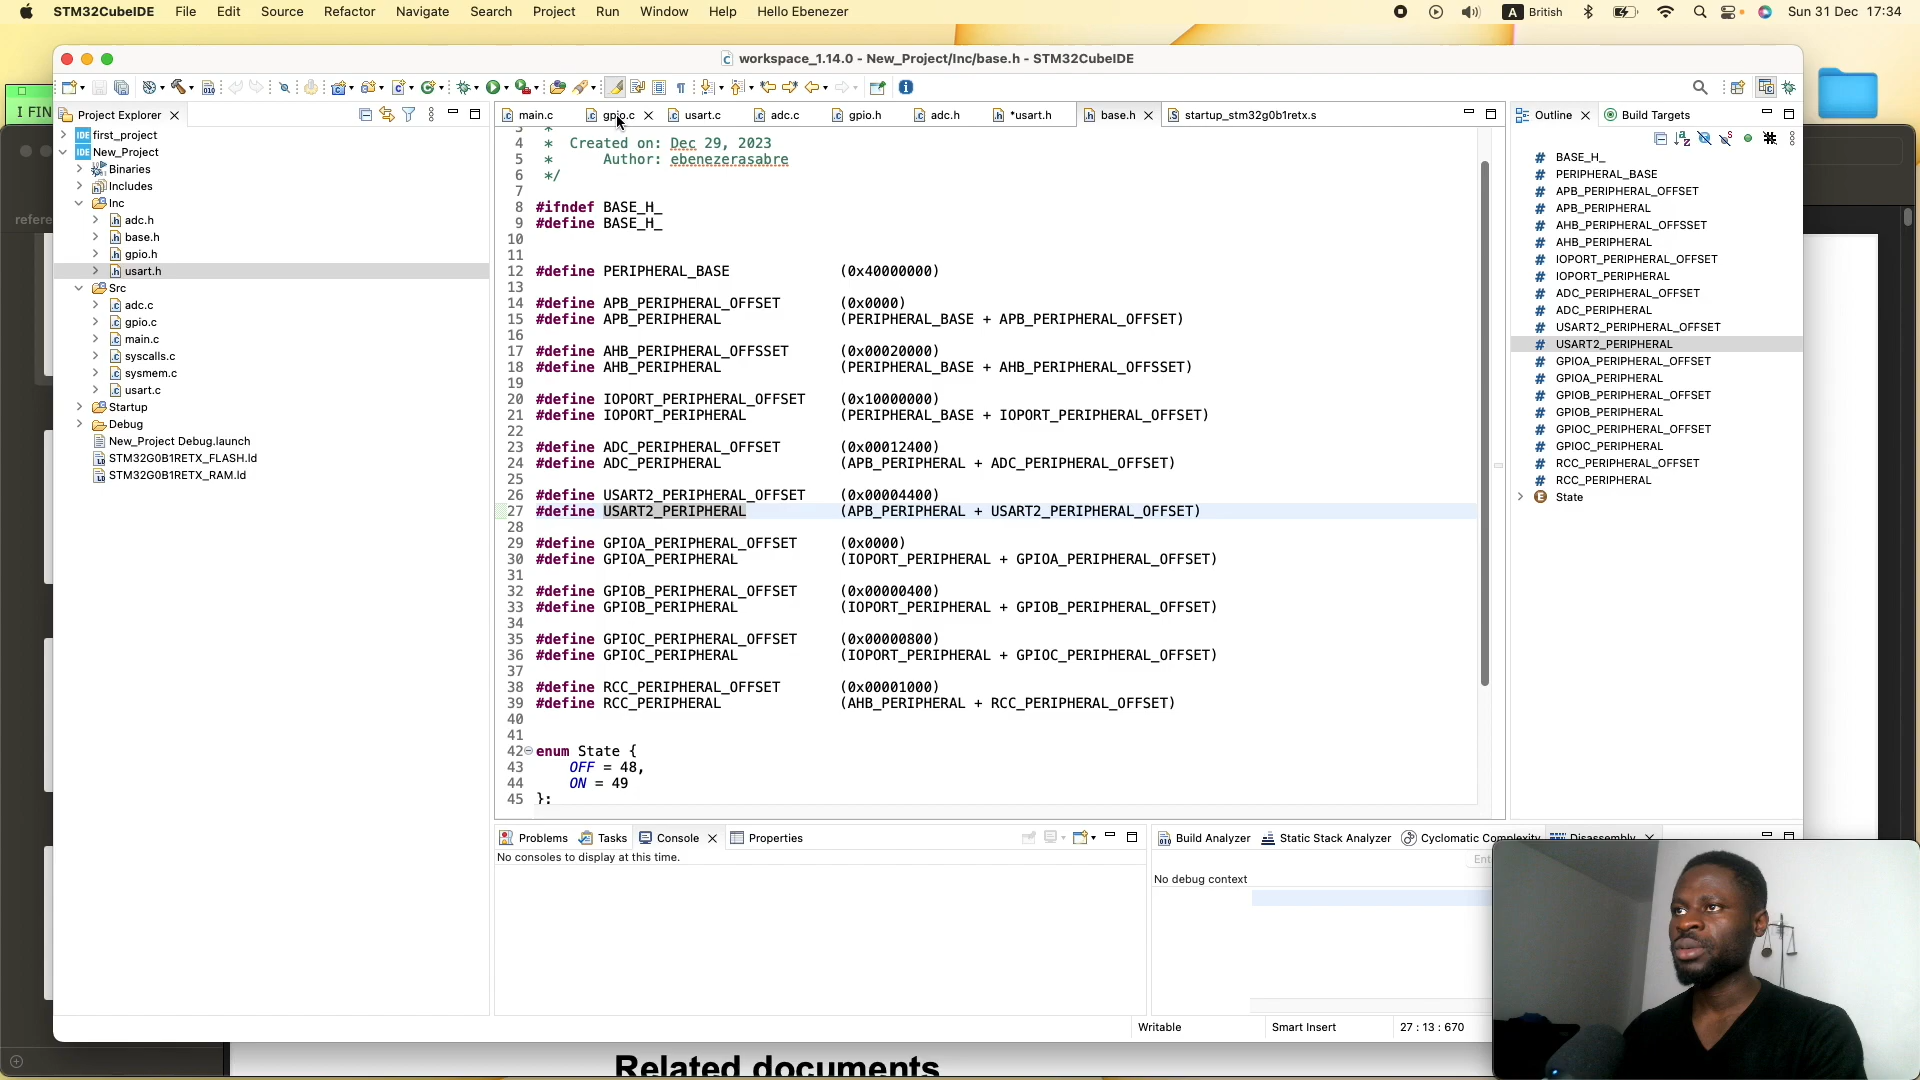 STM32CubeIDE File Edit Source Refactor Navigate Search Project Run Window Help Hello Ebenezer
A British Sun 31 Dec 17:34
workspace_1.14.0 - New_Project/Inc/base.h - STM32CubeIDE
I FIN
refere
Project Explorer
first_project
New_Project
Binaries
Includes
Inc
adc.h
base.h
gpio.h
usart.h
Src
adc.c
gpio.c
main.c
syscalls.c
sysmem.c
usart.c
Startup
Debug
New_Project Debug.launch
STM32G0B1RETX_FLASH.ld
STM32G0B1RETX_RAM.ld
main.c gpio.c usart.c adc.c gpio.h adc.h *usart.h base.h startup_stm32g0b1retx.s
3 *
4 * Created on: Dec 29, 2023
5 * Author: ebenezerasabre
6 */
7
8 #ifndef BASE_H_
9 #define BASE_H_
10
11
12 #define PERIPHERAL_BASE (0x40000000)
13
14 #define APB_PERIPHERAL_OFFSET (0x0000)
15 #define APB_PERIPHERAL (PERIPHERAL_BASE + APB_PERIPHERAL_OFFSET)
16
17 #define AHB_PERIPHERAL_OFFSSET (0x00020000)
18 #define AHB_PERIPHERAL (PERIPHERAL_BASE + AHB_PERIPHERAL_OFFSSET)
19
20 #define IOPORT_PERIPHERAL_OFFSET (0x10000000)
21 #define IOPORT_PERIPHERAL (PERIPHERAL_BASE + IOPORT_PERIPHERAL_OFFSET)
22
23 #define ADC_PERIPHERAL_OFFSET (0x00012400)
24 #define ADC_PERIPHERAL (APB_PERIPHERAL + ADC_PERIPHERAL_OFFSET)
25
26 #define USART2_PERIPHERAL_OFFSET (0x00004400)
27 #define USART2_PERIPHERAL (APB_PERIPHERAL + USART2_PERIPHERAL_OFFSET)
28
29 #define GPIOA_PERIPHERAL_OFFSET (0x0000)
30 #define GPIOA_PERIPHERAL (IOPORT_PERIPHERAL + GPIOA_PERIPHERAL_OFFSET)
31
32 #define GPIOB_PERIPHERAL_OFFSET (0x00000400)
33 #define GPIOB_PERIPHERAL (IOPORT_PERIPHERAL + GPIOB_PERIPHERAL_OFFSET)
34
35 #define GPIOC_PERIPHERAL_OFFSET (0x00000800)
36 #define GPIOC_PERIPHERAL (IOPORT_PERIPHERAL + GPIOC_PERIPHERAL_OFFSET)
37
38 #define RCC_PERIPHERAL_OFFSET (0x00001000)
39 #define RCC_PERIPHERAL (AHB_PERIPHERAL + RCC_PERIPHERAL_OFFSET)
40
41
42 enum State {
43 OFF = 48,
44 ON = 49
45 };
Outline Build Targets
BASE_H_
PERIPHERAL_BASE
APB_PERIPHERAL_OFFSET
APB_PERIPHERAL
AHB_PERIPHERAL_OFFSSET
AHB_PERIPHERAL
IOPORT_PERIPHERAL_OFFSET
IOPORT_PERIPHERAL
ADC_PERIPHERAL_OFFSET
ADC_PERIPHERAL
USART2_PERIPHERAL_OFFSET
USART2_PERIPHERAL
GPIOA_PERIPHERAL_OFFSET
GPIOA_PERIPHERAL
GPIOB_PERIPHERAL_OFFSET
GPIOB_PERIPHERAL
GPIOC_PERIPHERAL_OFFSET
GPIOC_PERIPHERAL
RCC_PERIPHERAL_OFFSET
RCC_PERIPHERAL
State
Problems Tasks Console Properties
No consoles to display at this time.
Build Analyzer Static Stack Analyzer Cyclomatic Complexity Disassembly
Ent
No debug context
Writable Smart Insert 27 : 13 : 670
Related documents